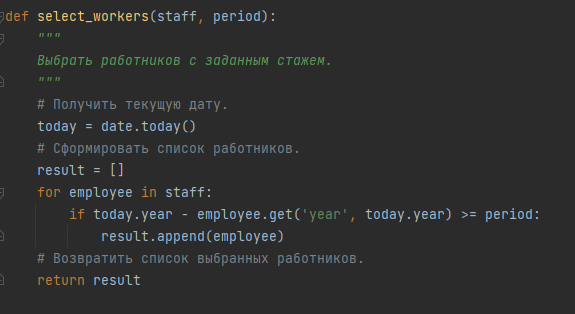 def select_workers(staff, period):
    """
    Выбрать работников с заданным стажем.
    """
    # Получить текущую дату.
    today = date.today()
    # Сформировать список работников.
    result = []
    for employee in staff:
        if today.year - employee.get('year', today.year) >= period:
            result.append(employee)
    # Возвратить список выбранных работников.
    return result